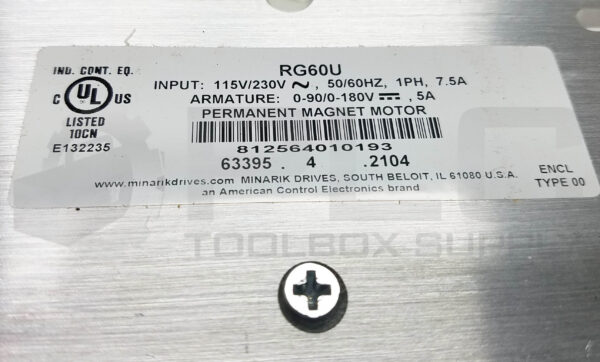 RG60U
IND. CONT. EQ.
C UL US
LISTED
10CN
E132235
INPUT: 115V/230V ~ , 50/60HZ, 1PH, 7.5A
ARMATURE: 0-90/0-180V ⎓ , 5A
PERMANENT MAGNET MOTOR
812564010193
63395 . 4 .2104
www.minarikdrives.com MINARIK DRIVES, SOUTH BELOIT, IL 61080 U.S.A.
an American Control Electronics brand
ENCL
TYPE 00
TOOLBOX SUPPLY